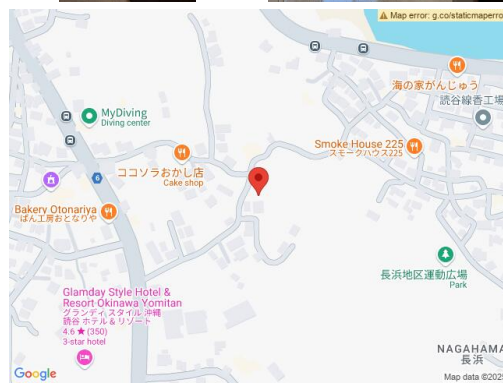 Map error: g.co/staticmaperro
海の家がんじゅう
読谷線香工場
MyDiving
Diving center
Smoke House 225
スモークハウス225
ココソラおかし店
Cake shop
6
Bakery Otonariya
ぱん工房おとなりや
長浜地区運動広場
Park
Glamday Style Hotel &
Resort Okinawa Yomitan
グランディスタイル 沖縄
読谷 ホテル&リゾート
4.6 ★ (350)
3-star hotel
NAGAHAMA
長浜
Google
Map data ©202